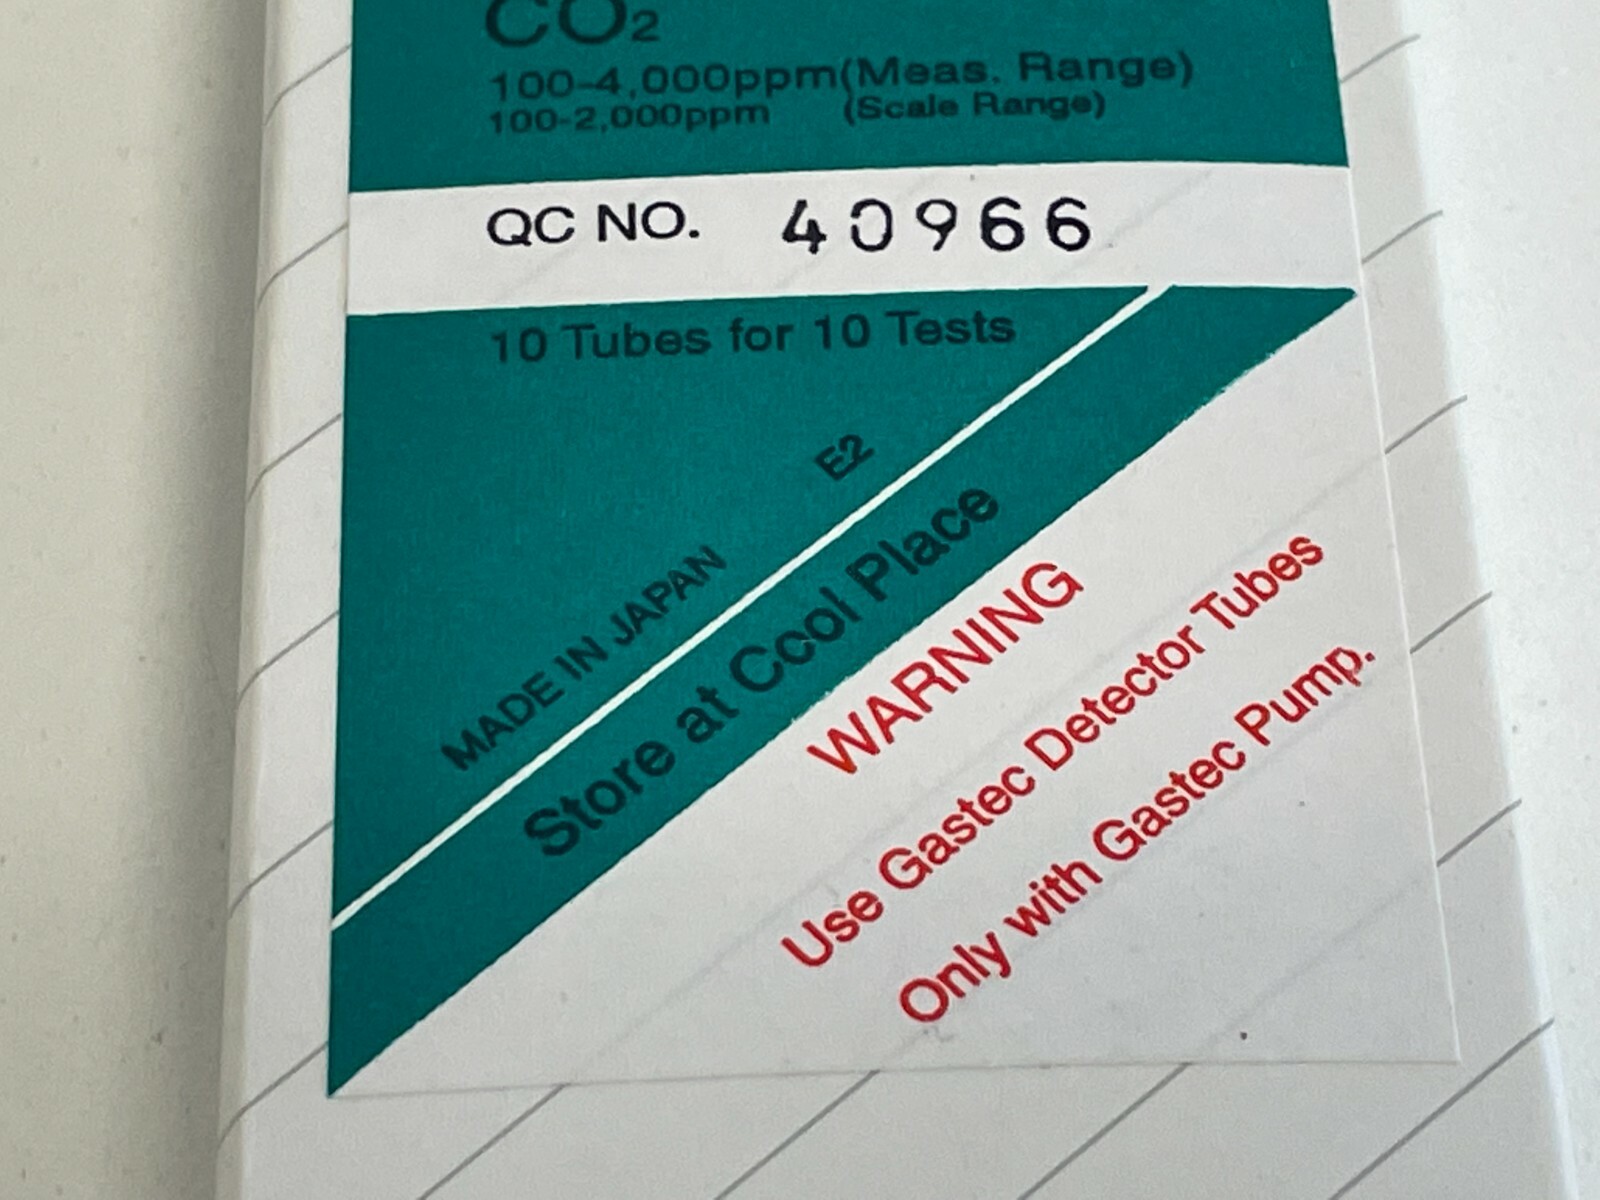 CO₂
100-4,000ppm(Meas. Range)
100-2,000ppm (Scale Range)
QC NO. 40966
10 Tubes for 10 Tests
E2
MADE IN JAPAN
Store at Cool Place
WARNING
Use Gastec Detector Tubes
Only with Gastec Pump.